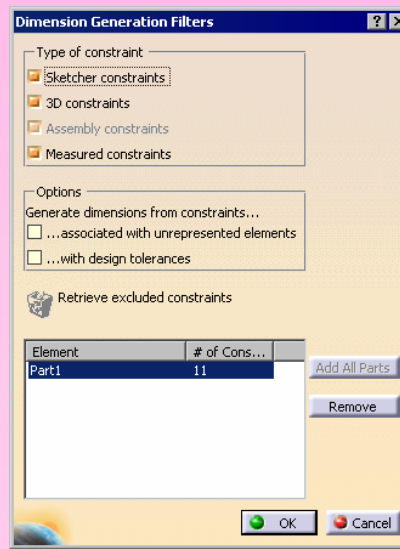 Dimension Generation Filters
Type of constraint
Sketcher constraints
3D constraints
Assembly constraints
Measured constraints
Options
Generate dimensions from constraints...
...associated with unrepresented elements
...with design tolerances
Retrieve excluded constraints
Element # of Cons...
Part1 11
Add All Parts
Remove
OK Cancel